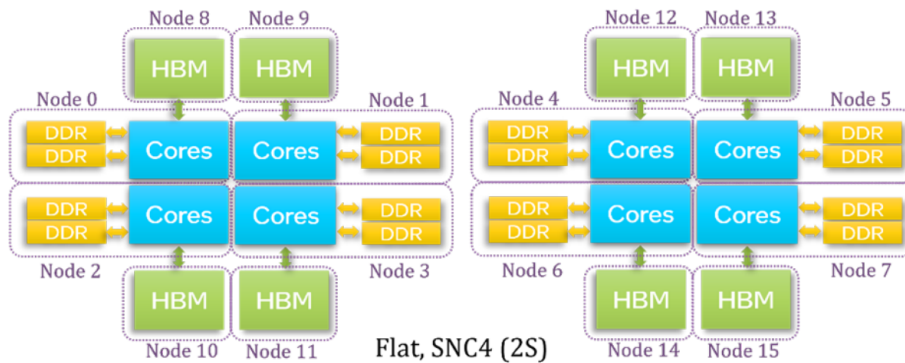 Node 8 Node 9 Node 12 Node 13
HBM HBM HBM HBM
Node 0 Node 1 Node 4 Node 5
DDR Cores Cores DDR DDR Cores Cores DDR
DDR DDR DDR DDR
DDR Cores Cores DDR DDR Cores Cores DDR
DDR DDR DDR DDR
Node 2 Node 3 Node 6 Node 7
HBM HBM HBM HBM
Node 10 Node 11 Node 14 Node 15
Flat, SNC4 (2S)